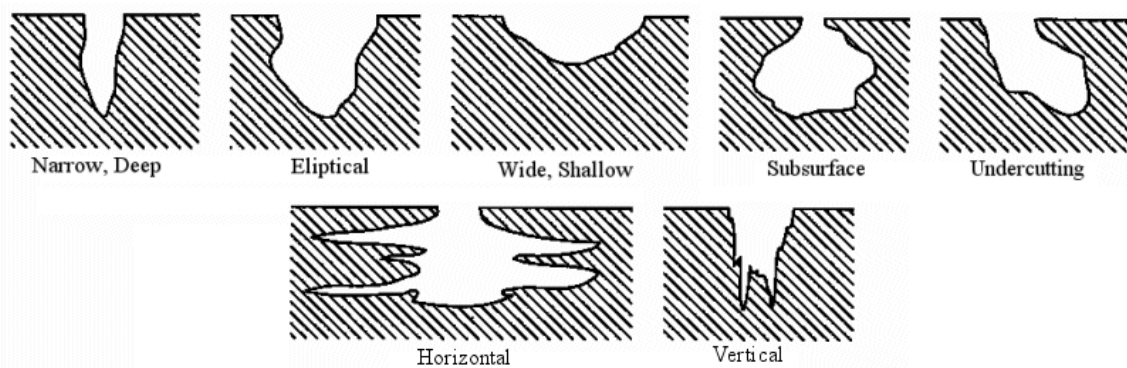 Narrow, Deep
Eliptical
Wide, Shallow
Subsurface
Undercutting
Horizontal
Vertical